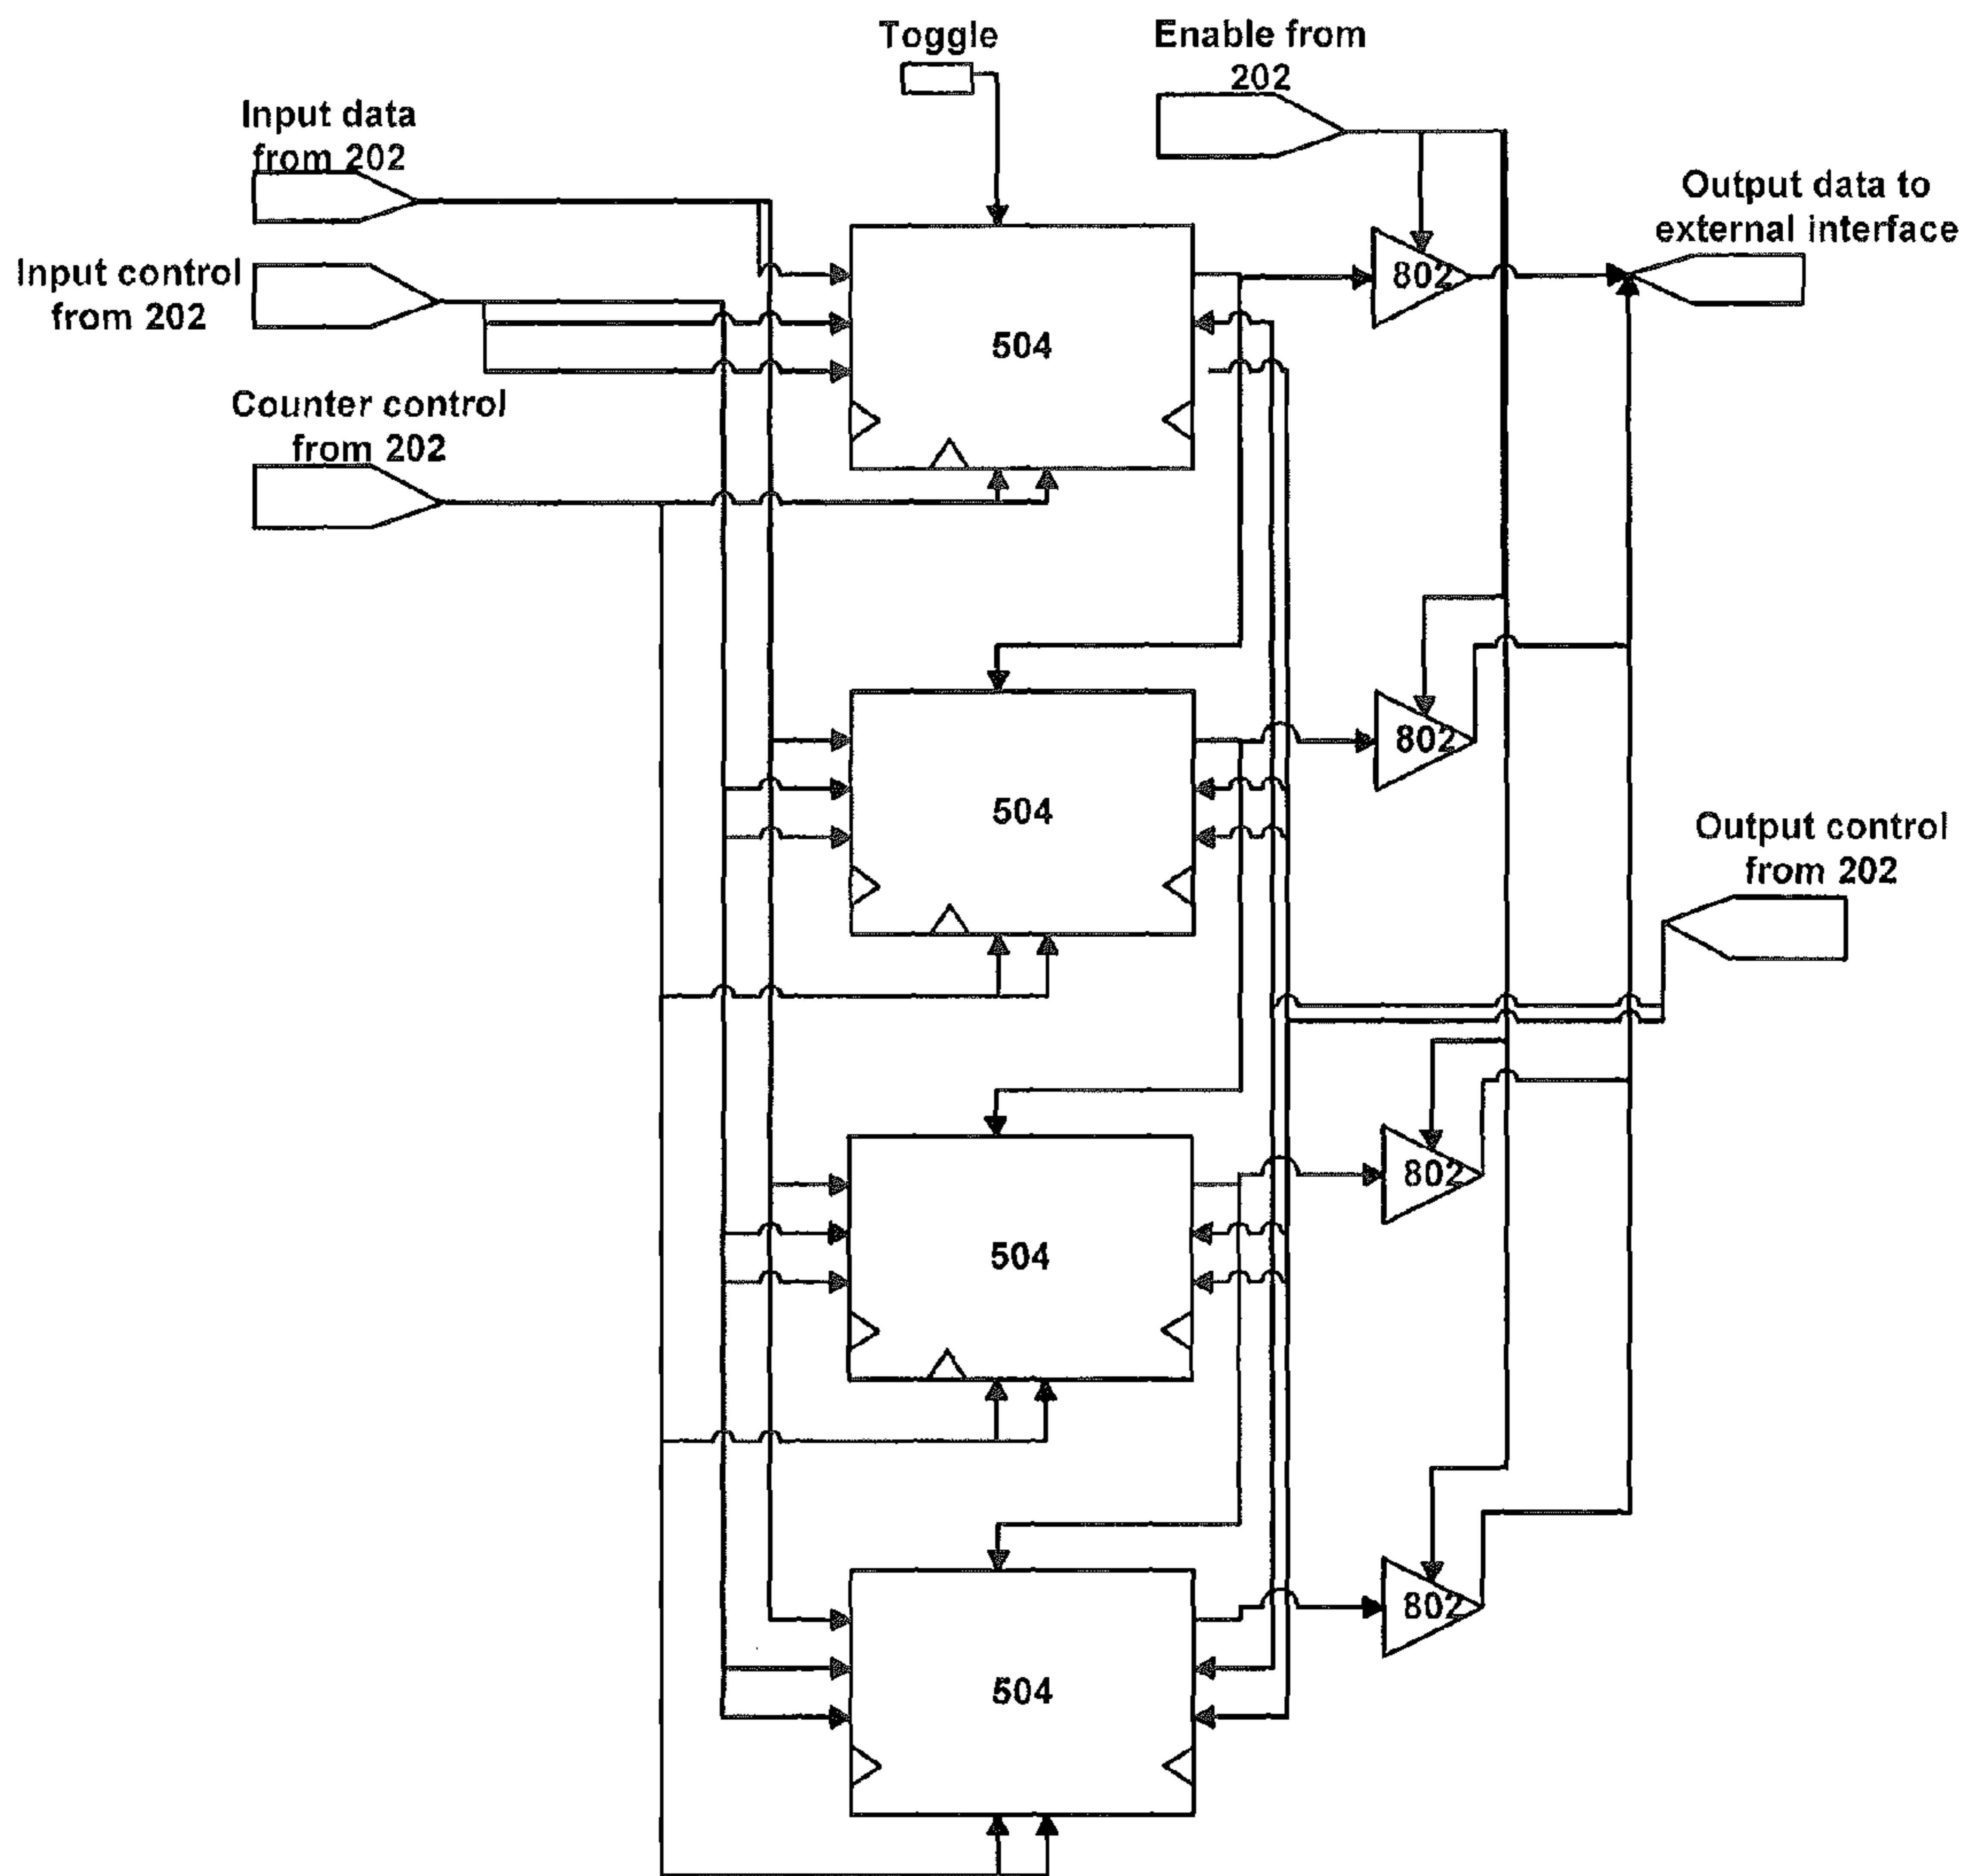 Toggle
Enable from
202
Input data
from 202
Output data to
external interface
802
Input control
from 202
504
Counter control
from 202
802
504
Output control
from 202
802
504
802
504